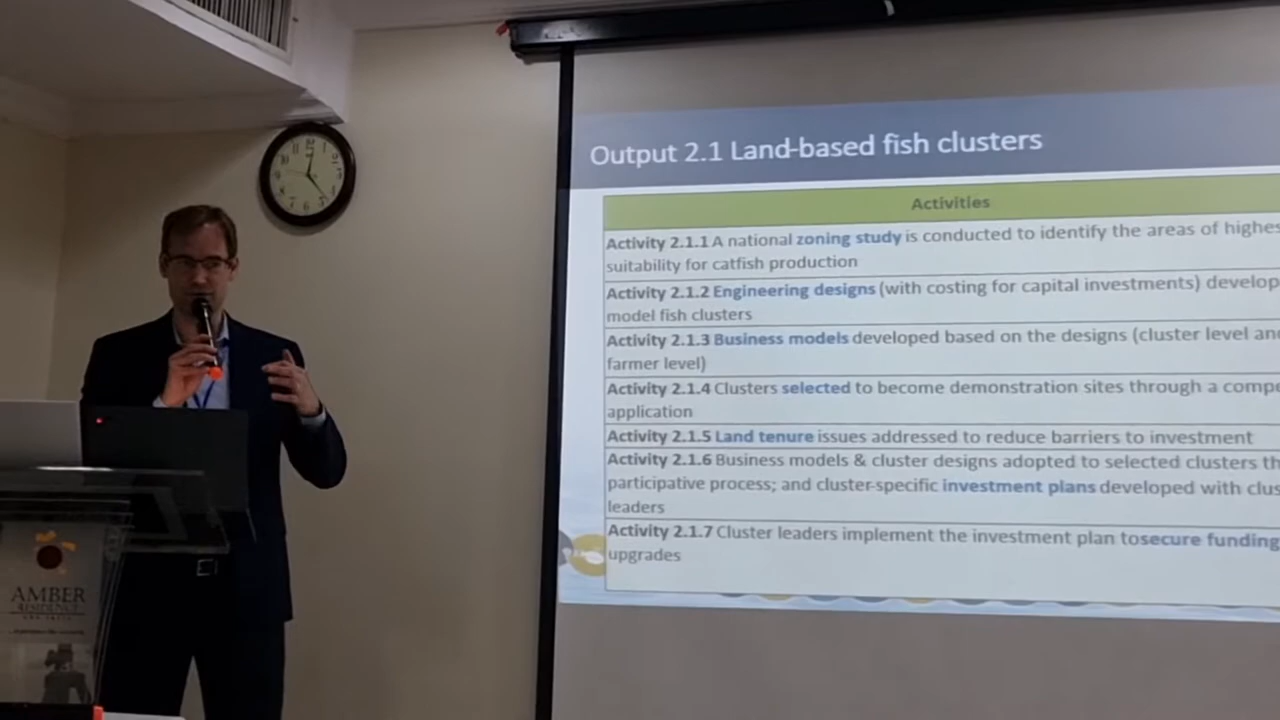 Output 2.1 Land-based fish clusters
Activities
Activity 2.1.1 A national zoning study is conducted to identify the areas of highes
suitability for catfish production
Activity 2.1.2 Engineering designs (with costing for capital investments) develop
model fish clusters
Activity 2.1.3 Business models developed based on the designs (cluster level and
farmer level)
Activity 2.1.4 Clusters selected to become demonstration sites through a compe
application
Activity 2.1.5 Land tenure issues addressed to reduce barriers to investment
Activity 2.1.6 Business models & cluster designs adopted to selected clusters th
participative process; and cluster-specific investment plans developed with clus
leaders
Activity 2.1.7 Cluster leaders implement the investment plan tosecure funding
upgrades
AMBER
RESIDENCE